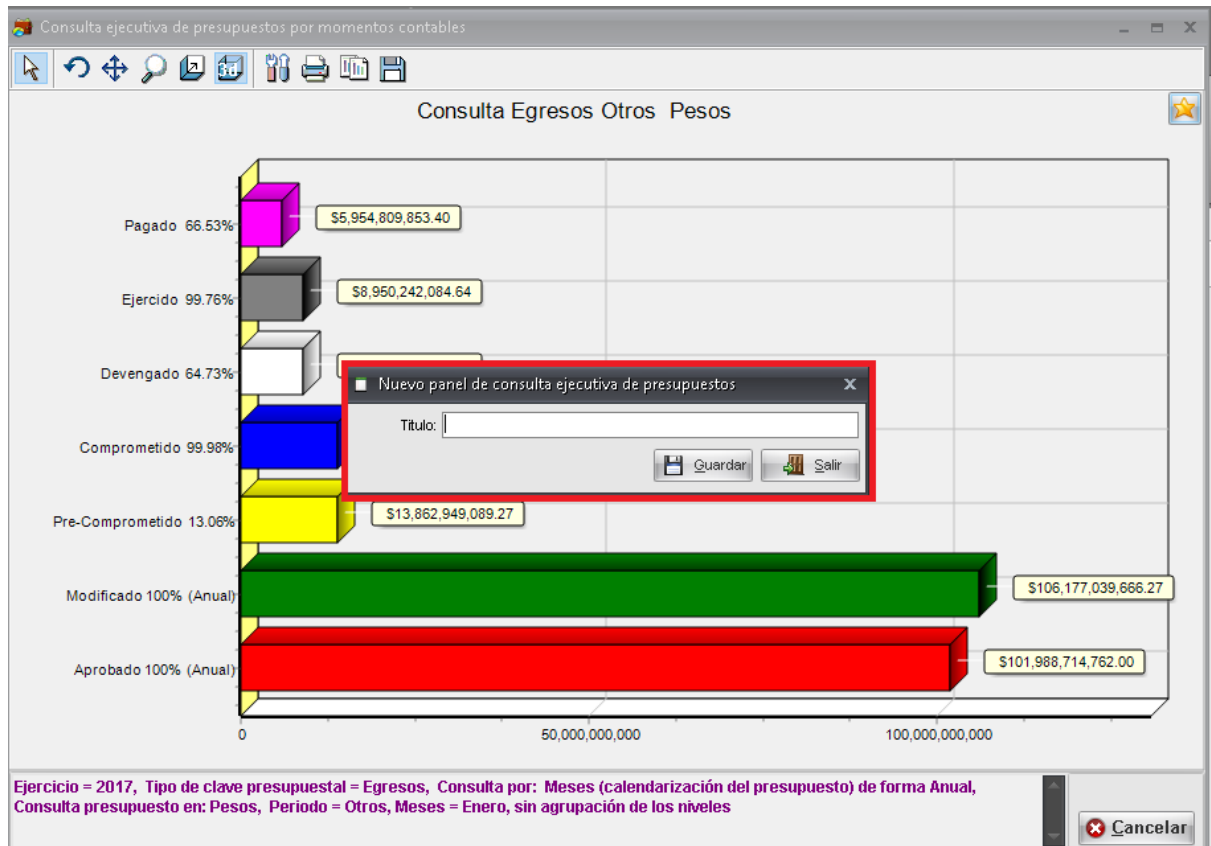 Consulta ejecutiva de presupuestos por momentos contables
3d
Consulta Egresos Otros Pesos
Pagado 66.53%
$5,954,809,853.40
Ejercido 99.76%
$8,950,242,084.64
Devengado 64.73%
Nuevo panel de consulta ejecutiva de presupuestos
Titulo:
Guardar
Salir
Comprometido 99.98%
Pre-Comprometido 13.06%
$13,862,949,089.27
Modificado 100% (Anual)
$106,177,039,666.27
Aprobado 100% (Anual)
$101,988,714,762.00
0
50,000,000,000
100,000,000,000
Ejercicio = 2017, Tipo de clave presupuestal = Egresos, Consulta por: Meses (calendarización del presupuesto) de forma Anual,
Consulta presupuesto en: Pesos, Periodo = Otros, Meses = Enero, sin agrupación de los niveles
Cancelar